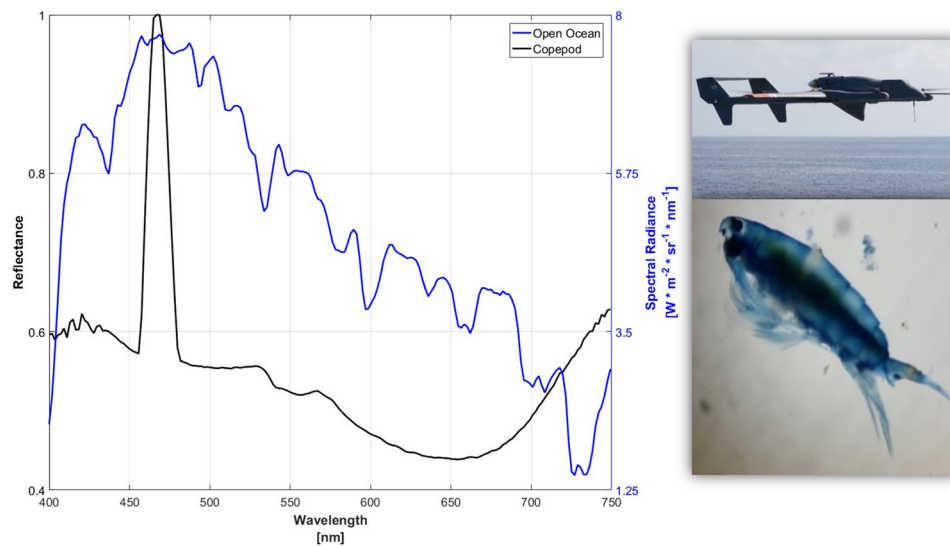 Open Ocean
Copepod
1
0.8
0.6
0.4
Reflectance
8
5.75
3.5
1.25
Spectral Radiance
[W * m-2 * sr-1 * nm-1]
400 450 500 550 600 650 700 750
Wavelength
[nm]